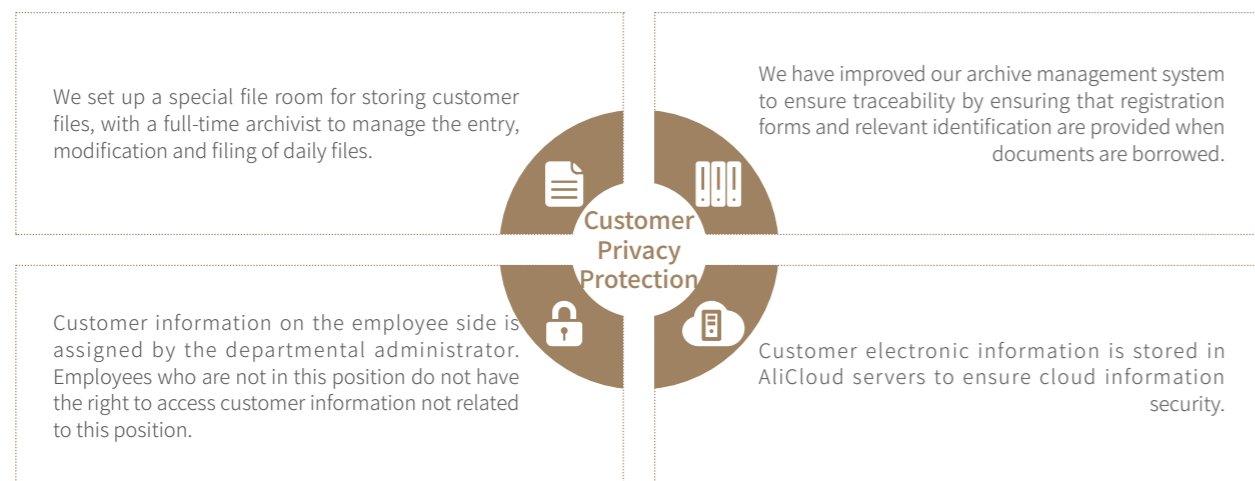 We set up a special file room for storing customer
files, with a full-time archivist to manage the entry,
modification and filing of daily files.
We have improved our archive management system
to ensure traceability by ensuring that registration
forms and relevant identification are provided when
documents are borrowed.
Customer
Privacy
Protection
Customer information on the employee side is
assigned by the departmental administrator.
Employees who are not in this position do not have
the right to access customer information not related
to this position.
Customer electronic information is stored in
AliCloud servers to ensure cloud information
security.